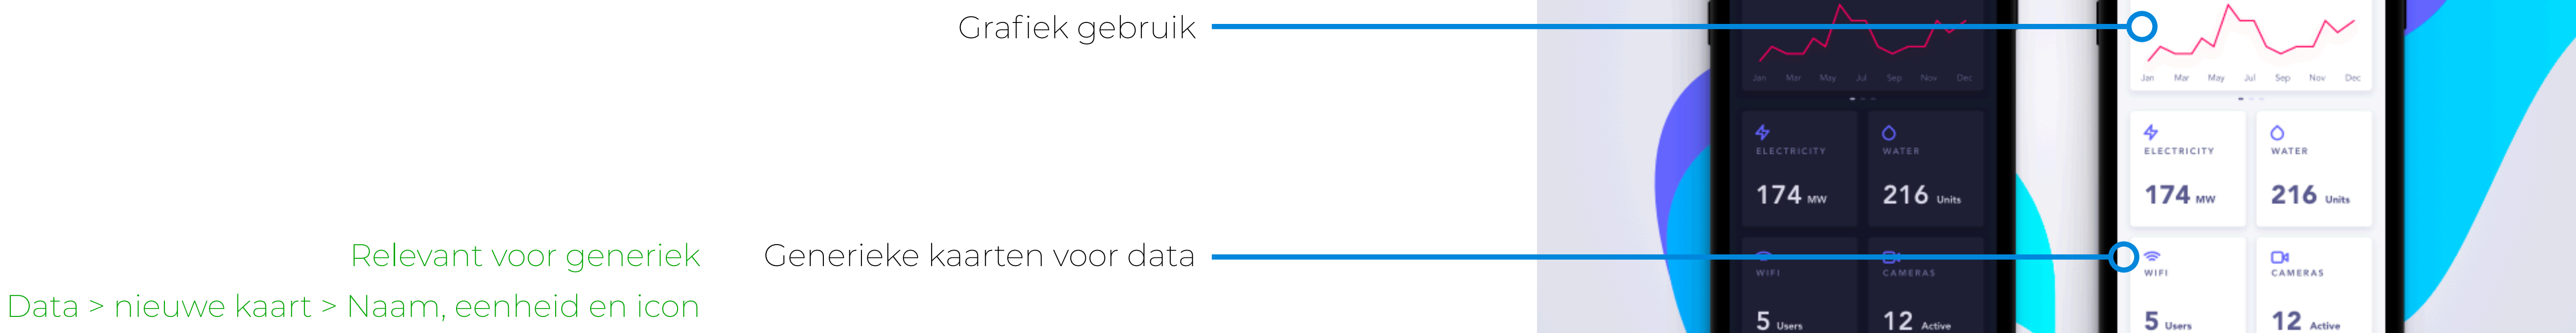 Grafiek gebruik
Jan Mar May Jul Sep Nov Dec
Jan Mar May Jul Sep Nov Dec
ELECTRICITY WATER
174 MW 216 Units
ELECTRICITY WATER
174 MW 216 Units
Relevant voor generiek
Generieke kaarten voor data
Data > nieuwe kaart > Naam, eenheid en icon
WIFI CAMERAS
5 Users 12 Active
WIFI CAMERAS
5 Users 12 Active